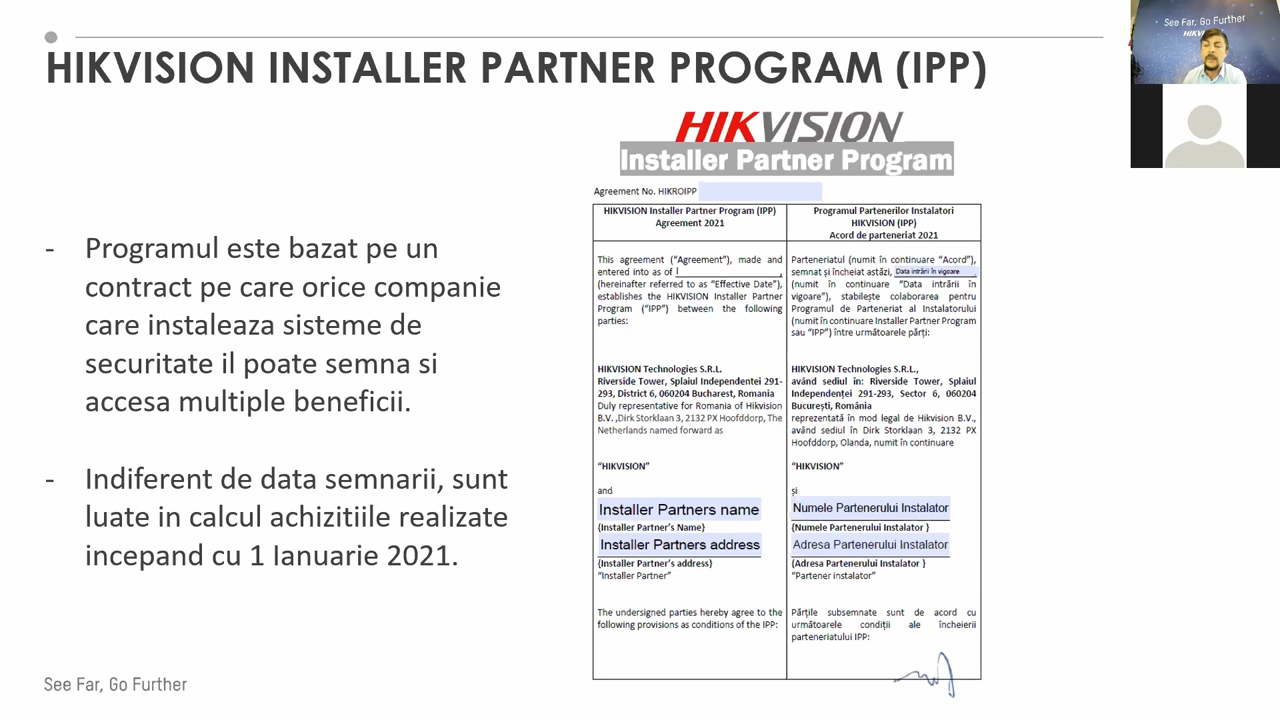 HIKVISION INSTALLER PARTNER PROGRAM (IPP)
See Far, Go Further
HIKVISION
Installer Partner Program
Agreement No. HIKROIPP
- Programul este bazat pe un
contract pe care orice companie
care instaleaza sisteme de
securitate il poate semna si
accesa multiple beneficii.
- Indiferent de data semnarii, sunt
luate in calcul achizitiile realizate
incepand cu 1 Ianuarie 2021.
HIKVISION Installer Partner Program (IPP)
Agreement 2021
This agreement (“Agreement”), made and
entered into as of
(hereinafter referred to as “Effective Date”),
establishes the HIKVISION Installer Partner
Program (“IPP”) between the following
parties:
HIKVISION Technologies S.R.L.
Riverside Tower, Splaiul Independentei 291-
293, District 6, 060204 Bucharest, Romania
Duly representative for Romania of Hikvision
B.V. ,Dirk Storklaan 3, 2132 PX Hoofddorp, The
Netherlands named forward as
“HIKVISION”
and
Installer Partners name
{Installer Partner’s Name}
Installer Partners address
{Installer Partner’s address}
“Installer Partner”
The undersigned parties hereby agree to the
following provisions as conditions of the IPP:
Programul Partenerilor Instalatori
HIKVISION (IPP)
Acord de parteneriat 2021
Parteneriatul (numit în continuare “Acord”),
semnat și încheiat astăzi, Data intrării în vigoare
(numit în continuare “Data intrării în
vigoare”), stabilește colaborarea pentru
Programul de Parteneriat al Instalatorului
(numit în continuare Installer Partner Program
sau “IPP”) între următoarele părți:
HIKVISION Technologies S.R.L.,
având sediul in: Riverside Tower, Splaiul
Independenței 291-293, Sector 6, 060204
București, România
reprezentată în mod legal de Hikvision B.V.,
având sediul în Dirk Storklaan 3, 2132 PX
Hoofddorp, Olanda, numit în continuare
“HIKVISION”
și
Numele Partenerului Instalator
{Numele Partenerului Instalator }
Adresa Partenerului Instalator
{Adresa Partenerului Instalator }
“Partener instalator”
Părțile subsemnate sunt de acord cu
următoarele condiții ale încheierii
parteneriatului IPP:
See Far, Go Further